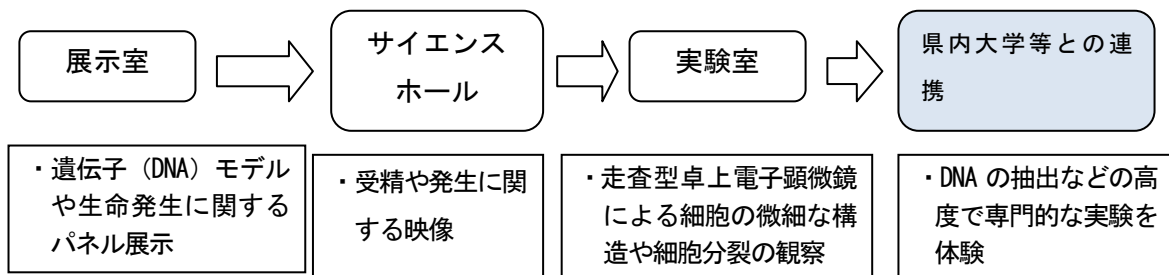 展示室
サイエンス
ホール
実験室
県内大学等との連
携
・遺伝子（DNA）モデル
や生命発生に関する
パネル展示
・受精や発生に関
する映像
・走査型卓上電子顕微鏡
による細胞の微細な構
造や細胞分裂の観察
・DNA の抽出などの高
度で専門的な実験を
体験